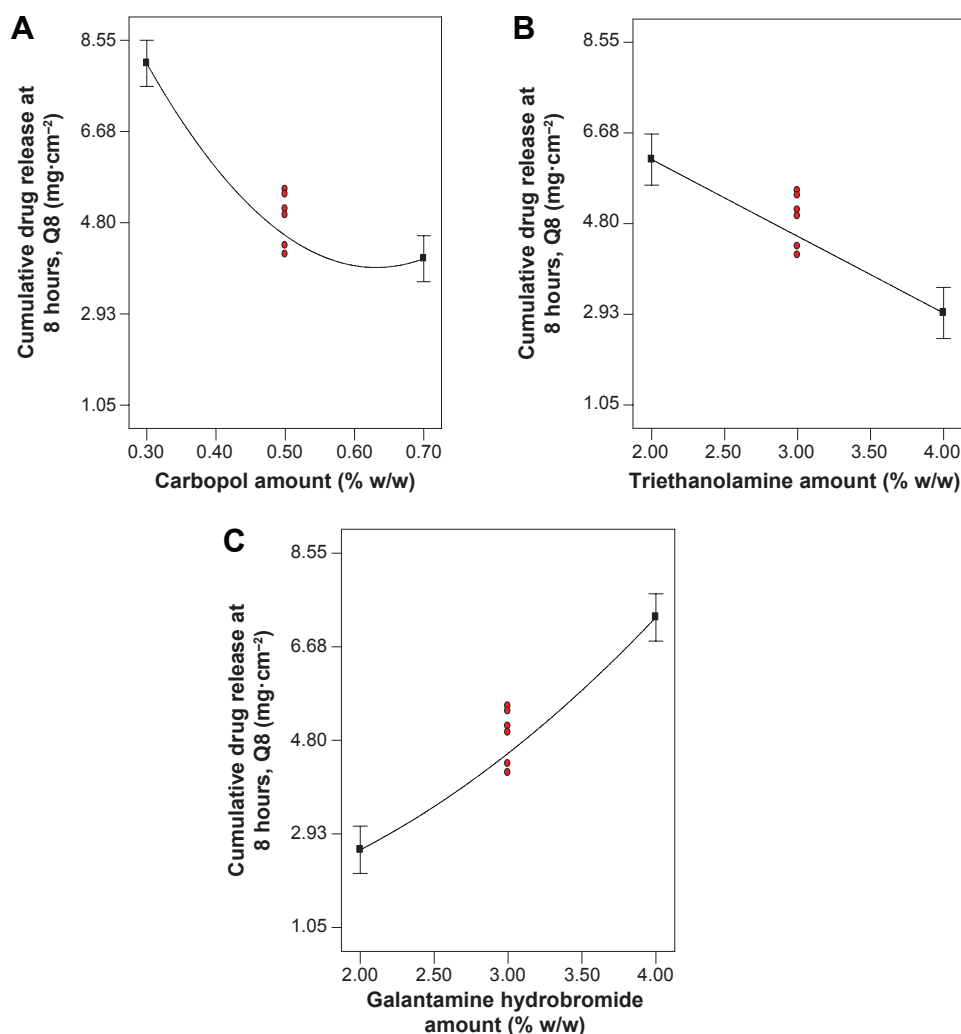 A
Cumulative drug release at
8 hours, Q8 (mg·cm⁻²)
8.55
6.68
4.80
2.93
1.05
0.30
0.40
0.50
0.60
0.70
Carbopol amount (% w/w)
B
Cumulative drug release at
8 hours, Q8 (mg·cm⁻²)
8.55
6.68
4.80
2.93
1.05
2.00
2.50
3.00
3.50
4.00
Triethanolamine amount (% w/w)
C
Cumulative drug release at
8 hours, Q8 (mg·cm⁻²)
8.55
6.68
4.80
2.93
1.05
2.00
2.50
3.00
3.50
4.00
Galantamine hydrobromide
amount (% w/w)